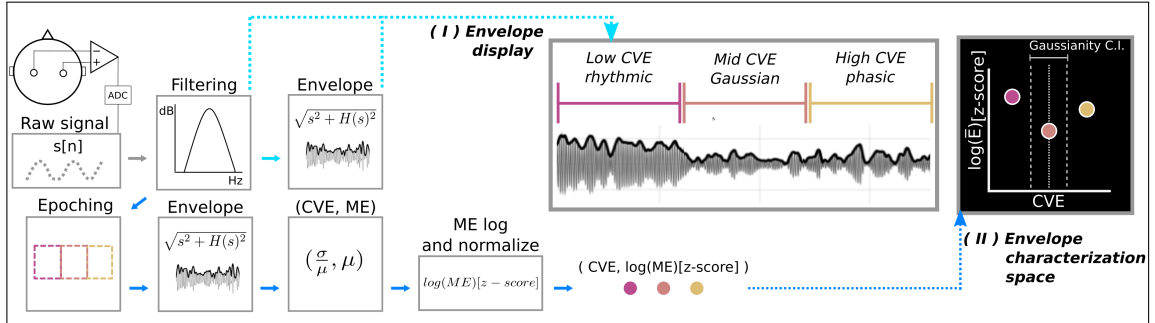 ( I ) Envelope
display
Low CVE
rhythmic
Mid CVE
Gaussian
High CVE
phasic
s
Gaussianity C.I.
log(Ē)[z-score]
CVE
( II ) Envelope
characterization
space
− 
+
ADC
Raw signal
s[n]
Filtering
dB
Hz
Envelope
√s² + H(s)²
Epoching
Envelope
√s² + H(s)²
(CVE, ME)
(σ/μ, μ)
ME log
and normalize
log(ME)[z − score]
( CVE, log(ME)[z-score] )